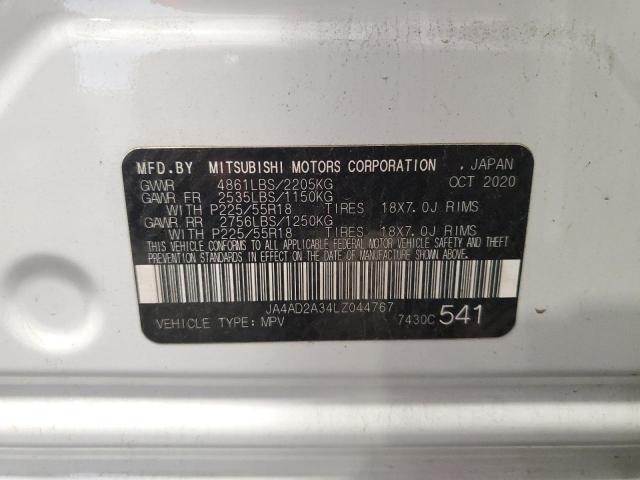 MFD.BY MITSUBISHI MOTORS CORPORATION , JAPAN
GVWR 4861LBS/2205KG OCT 2020
GAWR FR 2535LBS/1150KG
WITH P225/55R18 TIRES 18X7.0J RIMS
GAWR RR 2756LBS/1250KG
WITH P225/55R18 TIRES 18X7.0J RIMS
THIS VEHICLE CONFORMS TO ALL APPLICABLE FEDERAL MOTOR VEHICLE SAFETY AND THEFT
PREVENTION STANDARDS IN EFFECT ON THE DATE OF MANUFACTURE SHOWN ABOVE.
JA4AD2A34LZ044767
VEHICLE TYPE: MPV 7430C 541